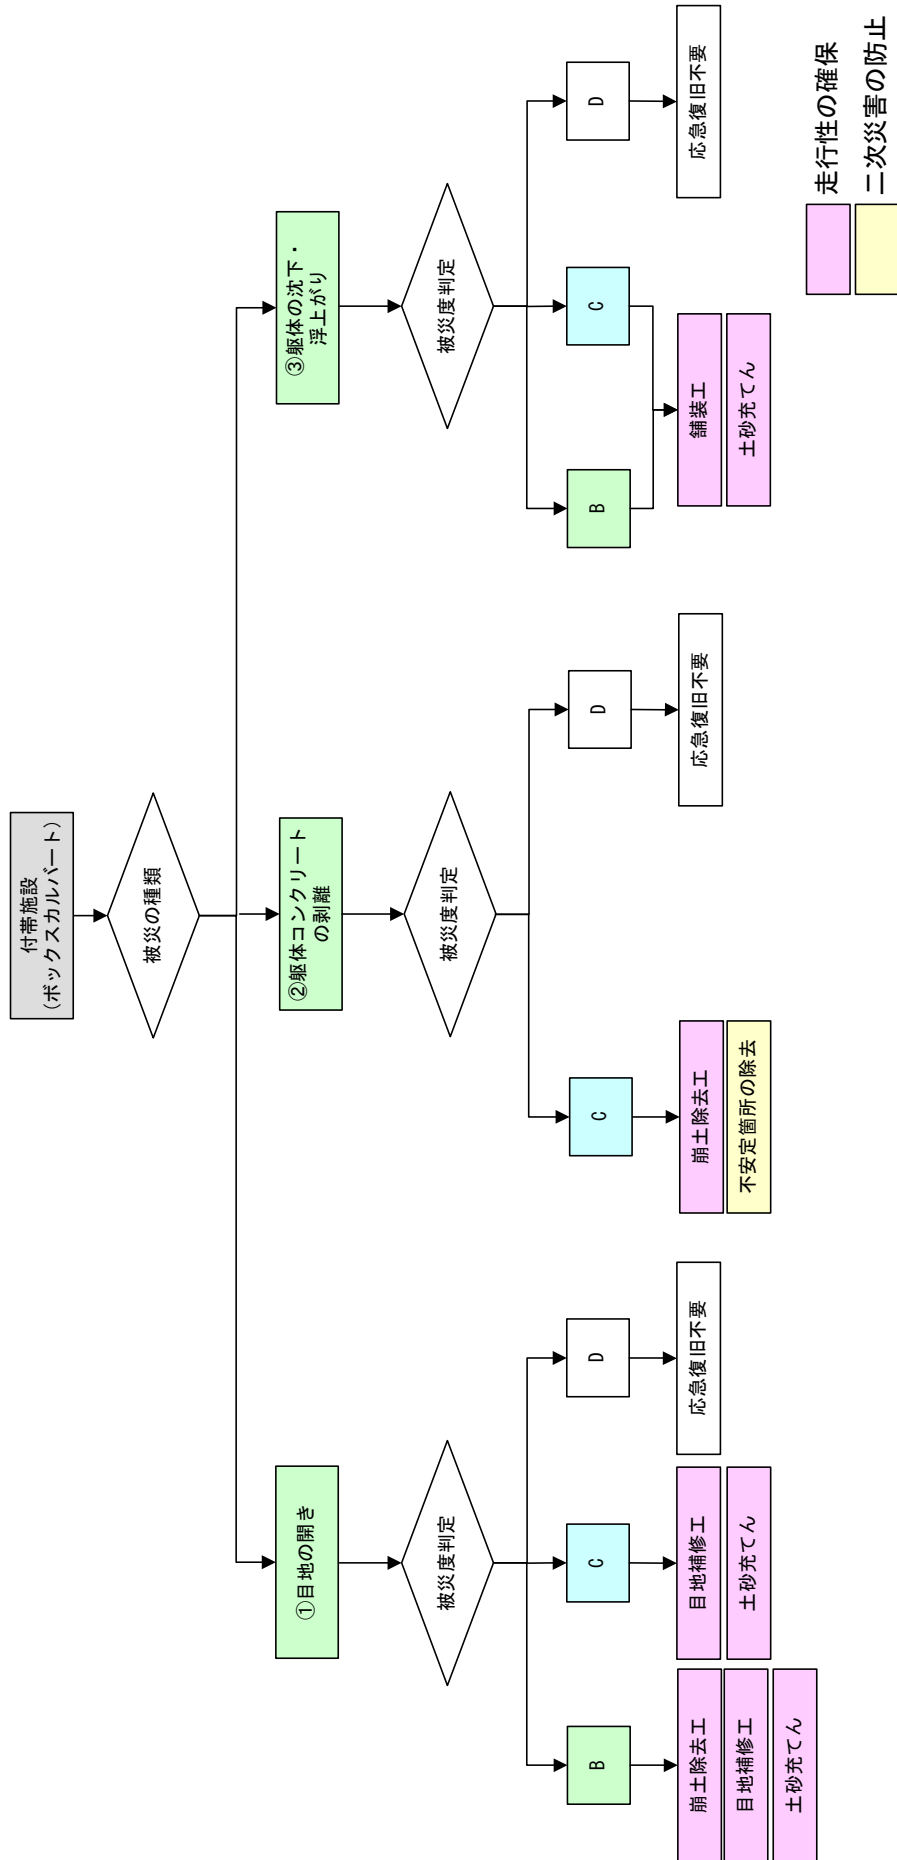 付帯施設
(ボックスカルバート)
被災の種類
①目地の開き
②躯体コンクリート
の剥離
③躯体の沈下・
浮上がり
被災度判定
被災度判定
被災度判定
B
C
D
C
D
B
C
D
崩土除去工
目地補修工
土砂充てん
目地補修工
土砂充てん
応急復旧不要
崩土除去工
不安定箇所の除去
応急復旧不要
舗装工
土砂充てん
応急復旧不要
走行性の確保
二次災害の防止